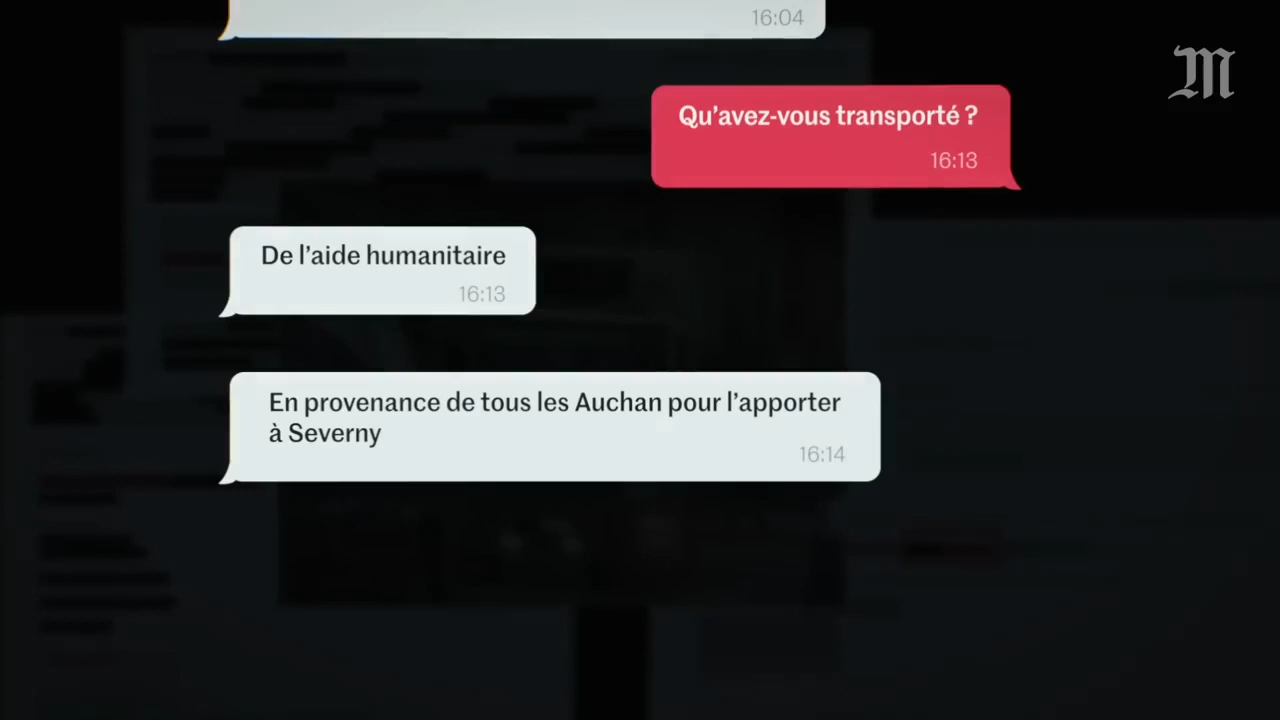 16:04
M
Qu’avez-vous transporté ?
16:13
De l’aide humanitaire
16:13
En provenance de tous les Auchan pour l’apporter
à Severny
16:14